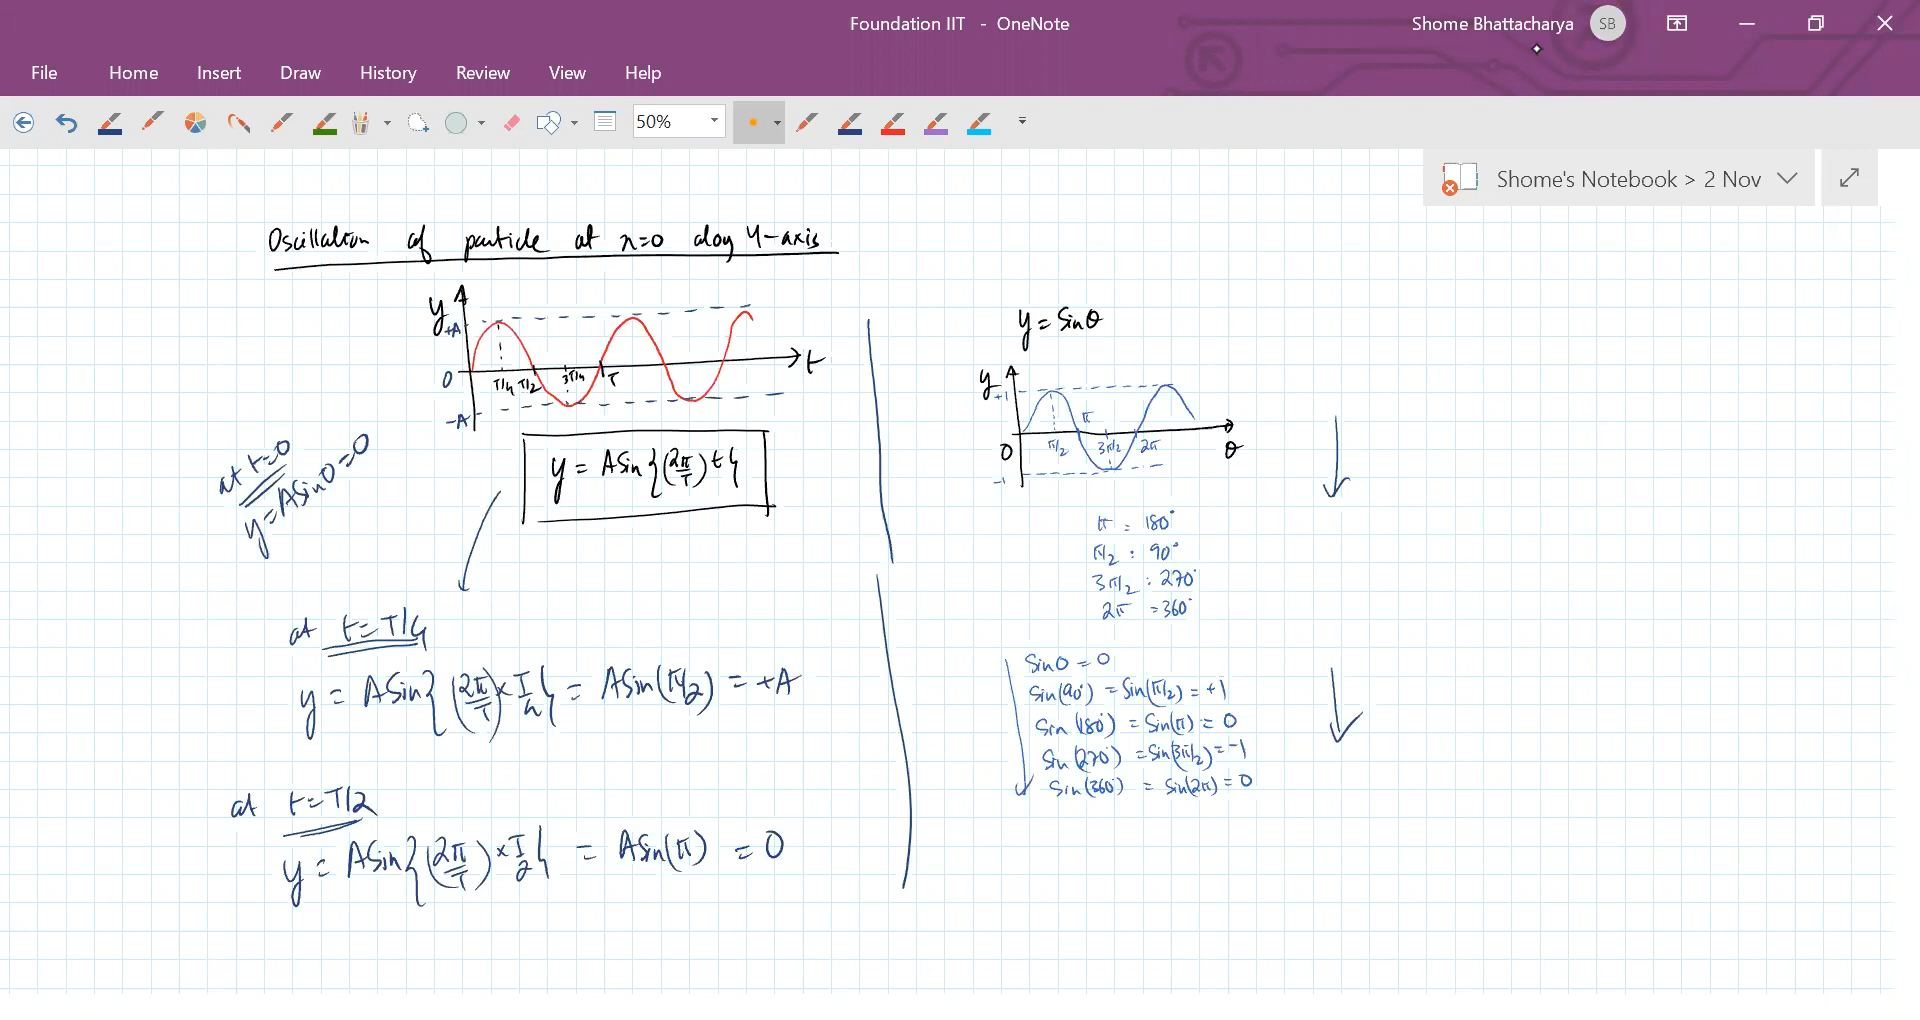 Foundation IIT - OneNote
Shome Bhattacharya
SB
File Home Insert Draw History Review View Help
50%
Shome's Notebook > 2 Nov
Oscillation of particle at x=0 along Y-axis
y
+A
0
-A
T/4 T/2 3T/4 T
t
y = Asin{(2π/T)t}
at t=0
y=Asin0=0
at t=T/4
y = ASin{(2π/T)×T/4} = ASin(π/2) = +A
at t=T/2
y = ASin{(2π/T)×T/2} = ASin(π) = 0
y = Sinθ
y
+1
0
-1
π/2 π 3π/2 2π
θ
π = 180°
π/2 : 90°
3π/2 : 270°
2π = 360°
Sin0 = 0
Sin(90°) = Sin(π/2) = +1
Sin(180°) = Sin(π) = 0
Sin(270°) = Sin(3π/2) = -1
Sin(360°) = Sin(2π) = 0